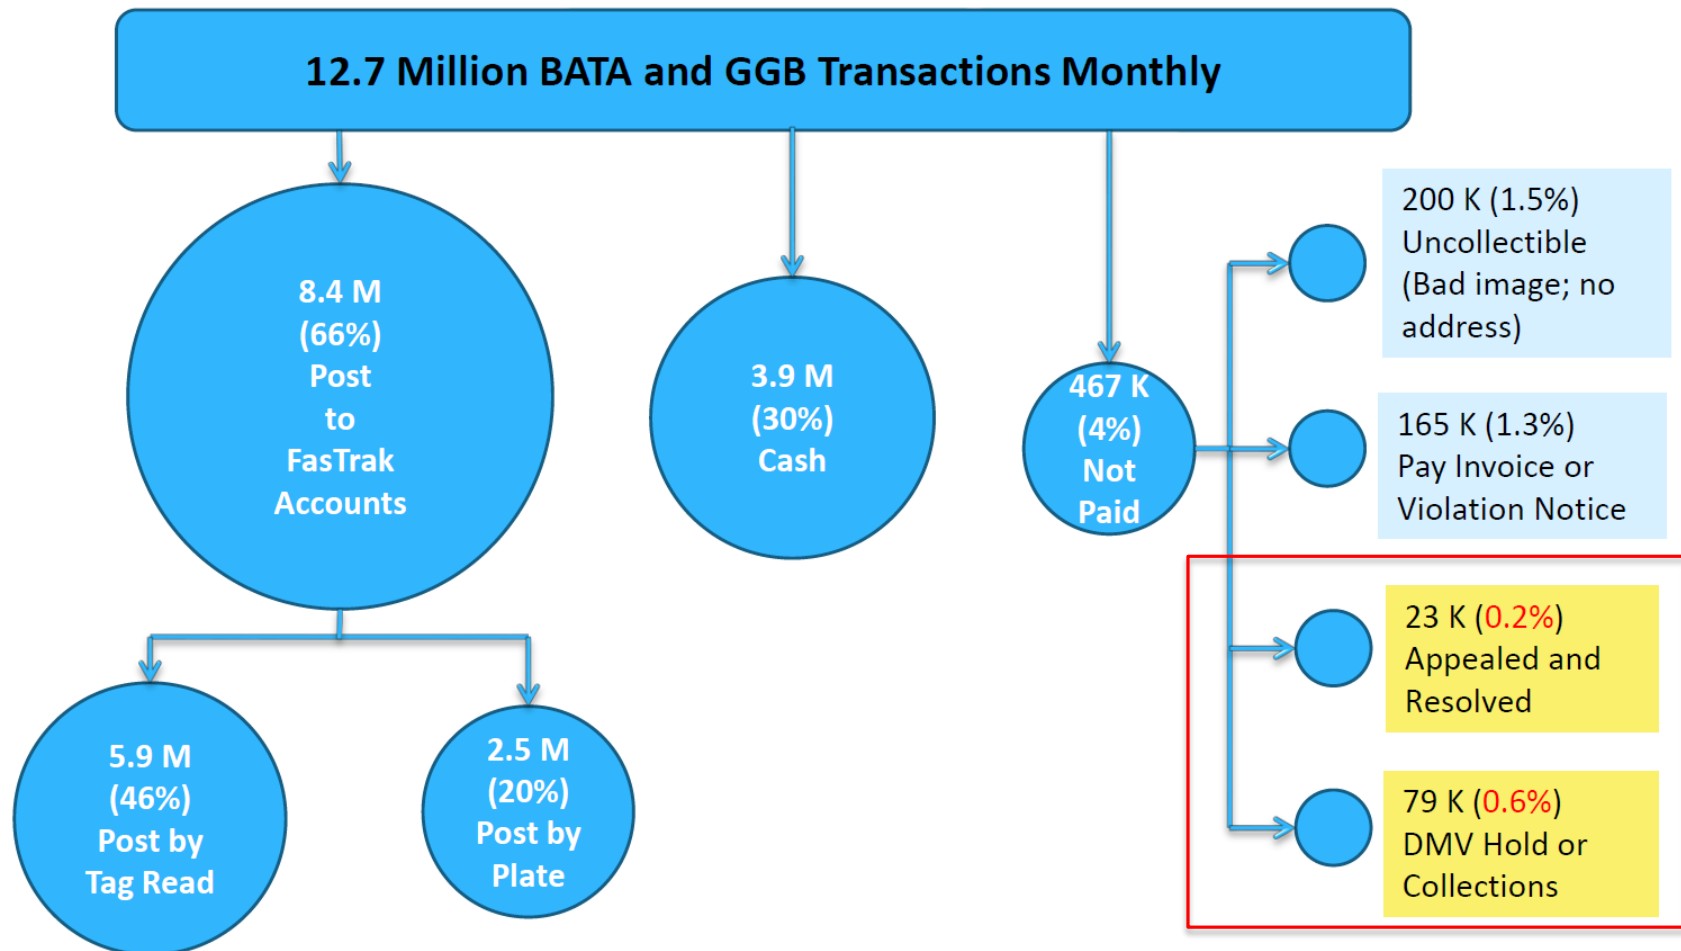 12.7 Million BATA and GGB Transactions Monthly
8.4 M
(66%)
Post
to
FasTrak
Accounts
3.9 M
(30%)
Cash
467 K
(4%)
Not
Paid
200 K (1.5%)
Uncollectible
(Bad image; no
address)
165 K (1.3%)
Pay Invoice or
Violation Notice
23 K (0.2%)
Appealed and
Resolved
79 K (0.6%)
DMV Hold or
Collections
5.9 M
(46%)
Post by
Tag Read
2.5 M
(20%)
Post by
Plate